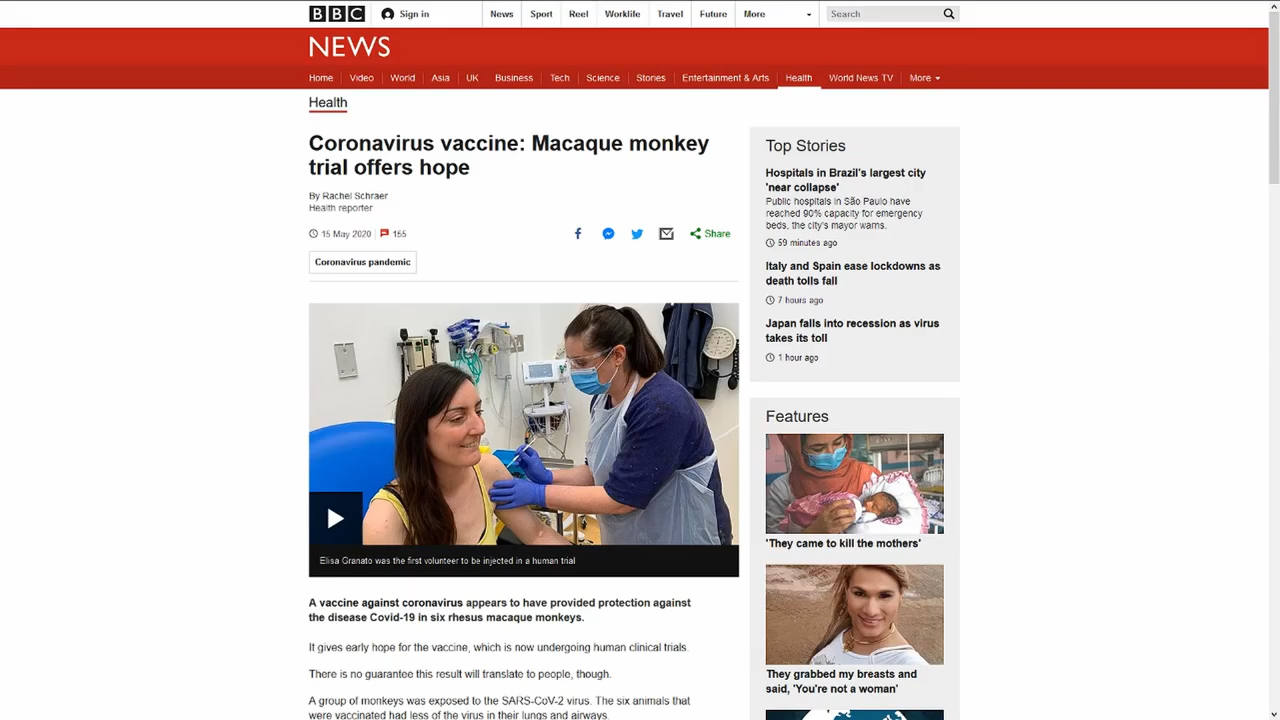 BBC Sign in News Sport Reel Worklife Travel Future More Search
NEWS
Home Video World Asia UK Business Tech Science Stories Entertainment & Arts Health World News TV More
Health
Coronavirus vaccine: Macaque monkey
trial offers hope
By Rachel Schraer
Health reporter
15 May 2020 155
Share
Coronavirus pandemic
Elisa Granato was the first volunteer to be injected in a human trial
A vaccine against coronavirus appears to have provided protection against
the disease Covid-19 in six rhesus macaque monkeys.
It gives early hope for the vaccine, which is now undergoing human clinical trials.
There is no guarantee this result will translate to people, though.
A group of monkeys was exposed to the SARS-CoV-2 virus. The six animals that
were vaccinated had less of the virus in their lungs and airways.
Top Stories
Hospitals in Brazil's largest city
'near collapse'
Public hospitals in São Paulo have
reached 90% capacity for emergency
beds, the city's mayor warns.
59 minutes ago
Italy and Spain ease lockdowns as
death tolls fall
7 hours ago
Japan falls into recession as virus
takes its toll
1 hour ago
Features
'They came to kill the mothers'
They grabbed my breasts and
said, 'You're not a woman'